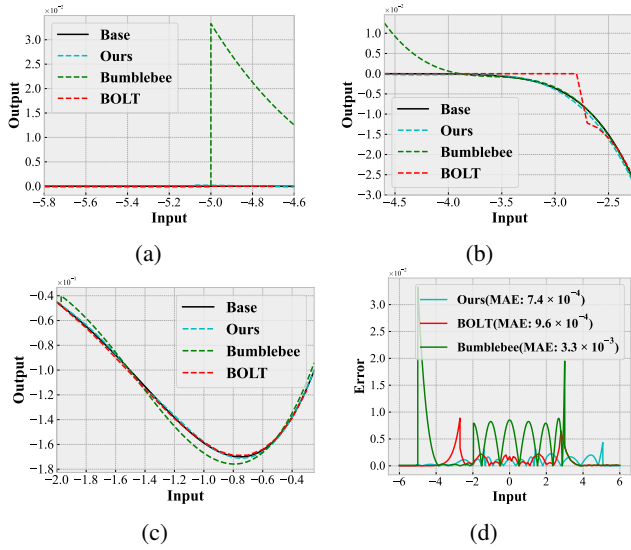 ×10⁻²
3.0
2.5
2.0
1.5
1.0
0.5
0.0
Output
Base
Ours
Bumblebee
BOLT
-5.8 -5.6 -5.4 -5.2 -5.0 -4.8 -4.6
Input
(a)
1.0
0.5
0.0
−0.5
−1.0
−1.5
−2.0
−2.5
−3.0
Output
Base
Ours
Bumblebee
BOLT
−4.5 −4.0 −3.5 −3.0 −2.5
Input
(b)
−0.4
−0.6
−0.8
−1.0
−1.2
−1.4
−1.6
−1.8
Output
Base
Ours
Bumblebee
BOLT
−2.0 −1.8 −1.6 −1.4 −1.2 −1.0 −0.8 −0.6 −0.4
Input
(c)
3.0
2.5
2.0
1.5
1.0
0.5
0.0
Error
Ours(MAE: 7.4 × 10⁻⁴)
BOLT(MAE: 9.6 × 10⁻⁴)
Bumblebee(MAE: 3.3 × 10⁻³)
−6 −4 −2 0 2 4 6
Input
(d)